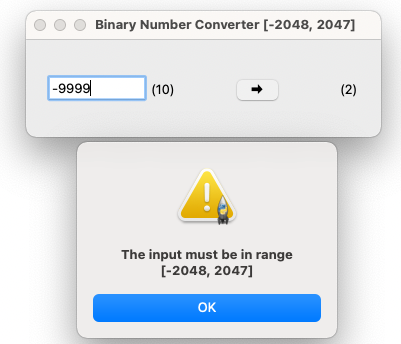 Binary Number Converter [-2048, 2047]
-9999 (10) ➡ (2)
The input must be in range
[-2048, 2047]
OK